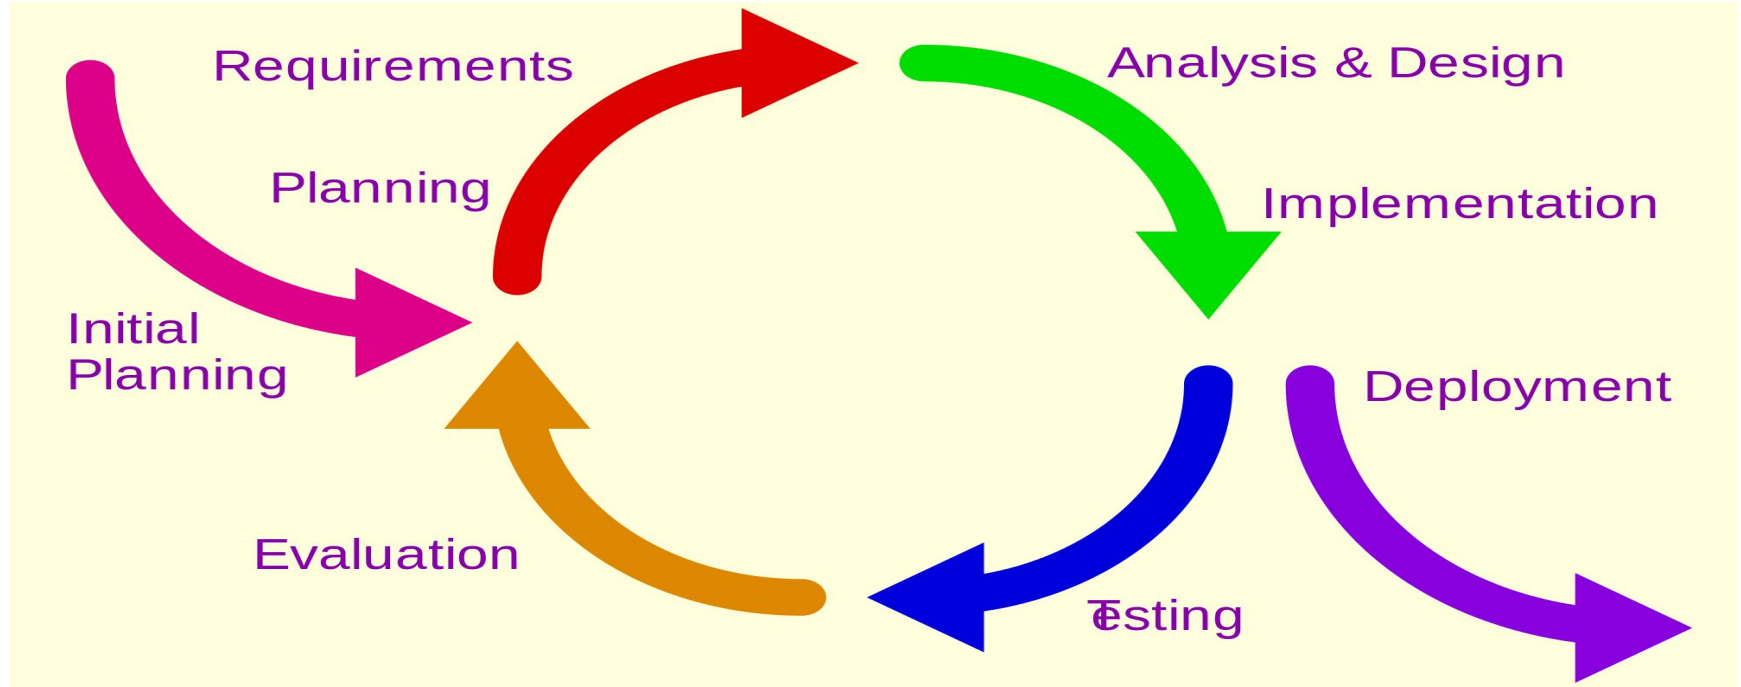 Requirements
Analysis & Design
Planning
Implementation
Initial
Planning
Deployment
Evaluation
Testing